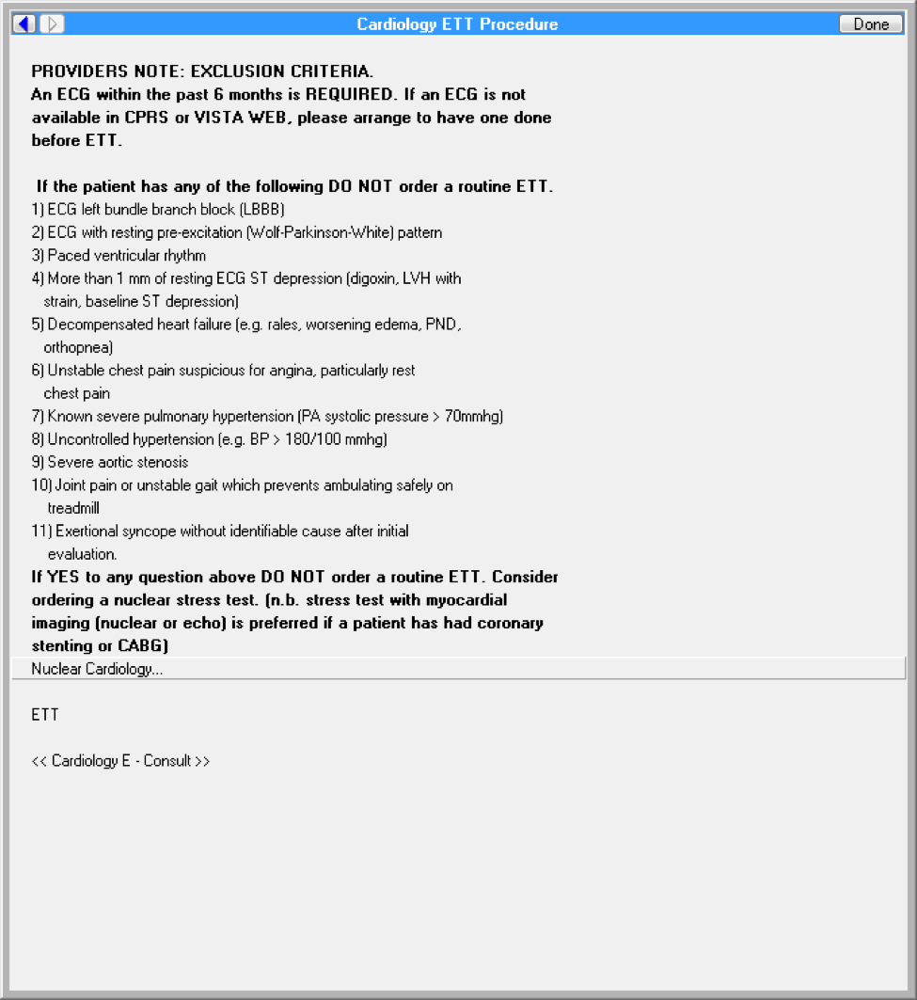 Cardiology ETT Procedure
Done
PROVIDERS NOTE: EXCLUSION CRITERIA.
An ECG within the past 6 months is REQUIRED. If an ECG is not
available in CPRS or VISTA WEB, please arrange to have one done
before ETT.
If the patient has any of the following DO NOT order a routine ETT.
1) ECG left bundle branch block (LBBB)
2) ECG with resting pre-excitation (Wolf-Parkinson-White) pattern
3) Paced ventricular rhythm
4) More than 1 mm of resting ECG ST depression (digoxin, LVH with
strain, baseline ST depression)
5) Decompensated heart failure (e.g. rales, worsening edema, PND,
orthopnea)
6) Unstable chest pain suspicious for angina, particularly rest
chest pain
7) Known severe pulmonary hypertension (PA systolic pressure > 70mmhg)
8) Uncontrolled hypertension (e.g. BP > 180/100 mmhg)
9) Severe aortic stenosis
10) Joint pain or unstable gait which prevents ambulating safely on
treadmill
11) Exertional syncope without identifiable cause after initial
evaluation.
If YES to any question above DO NOT order a routine ETT. Consider
ordering a nuclear stress test. (n.b. stress test with myocardial
imaging (nuclear or echo) is preferred if a patient has had coronary
stenting or CABG)
Nuclear Cardiology...
ETT
<< Cardiology E - Consult >>